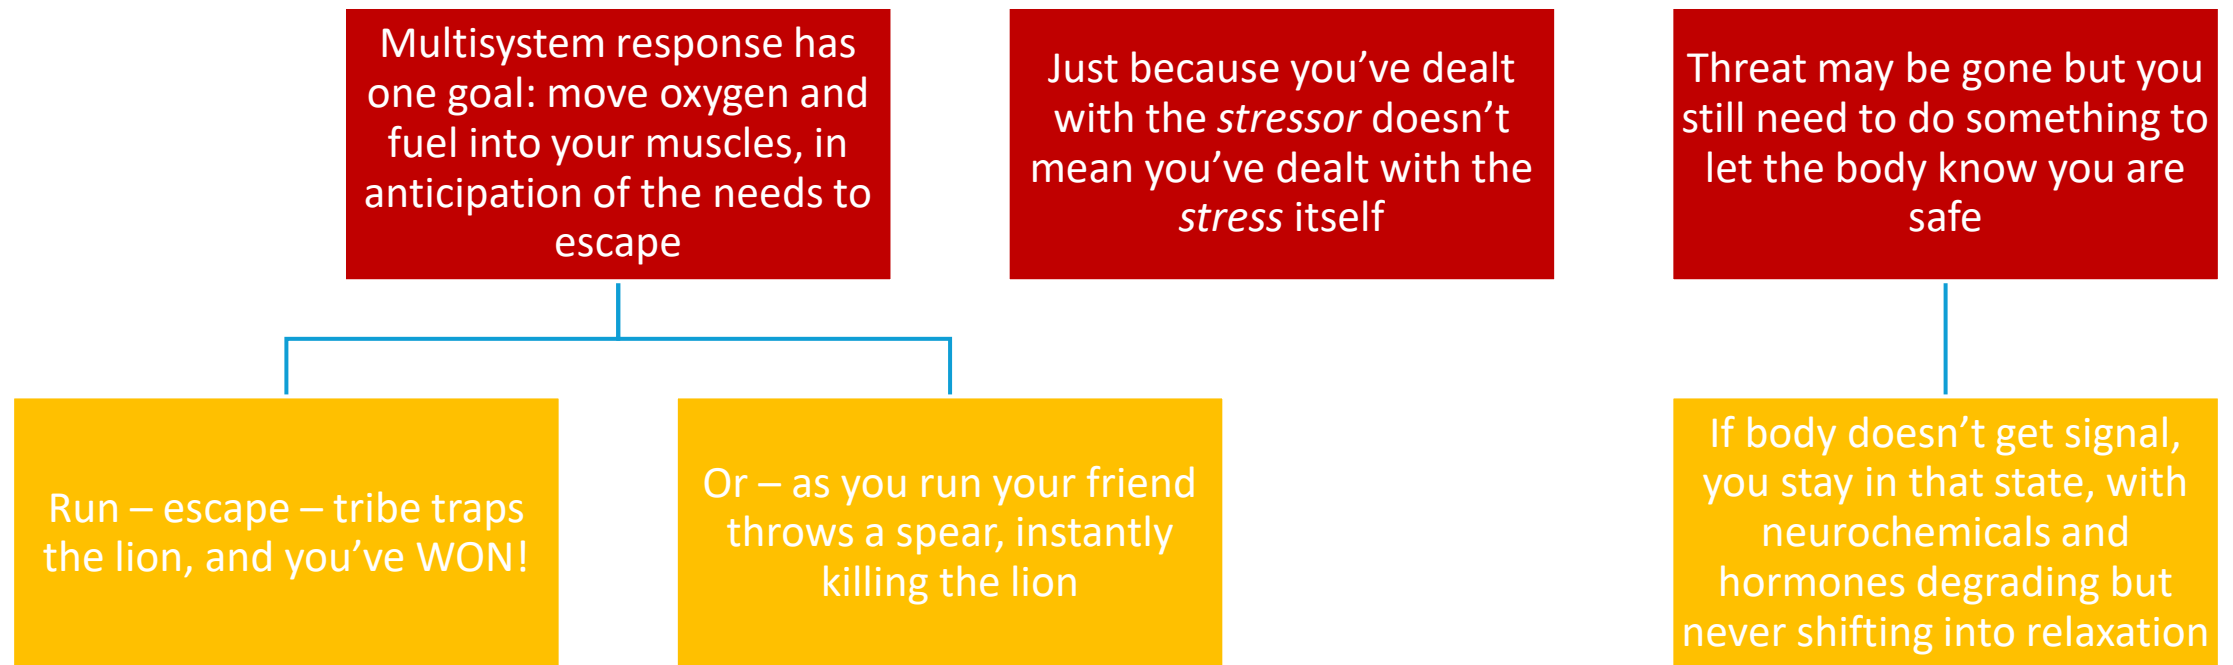 Multisystem response has
one goal: move oxygen and
fuel into your muscles, in
anticipation of the needs to
escape
Just because you’ve dealt
with the stressor doesn’t
mean you’ve dealt with the
stress itself
Threat may be gone but you
still need to do something to
let the body know you are
safe
Run – escape – tribe traps
the lion, and you’ve WON!
Or – as you run your friend
throws a spear, instantly
killing the lion
If body doesn’t get signal,
you stay in that state, with
neurochemicals and
hormones degrading but
never shifting into relaxation